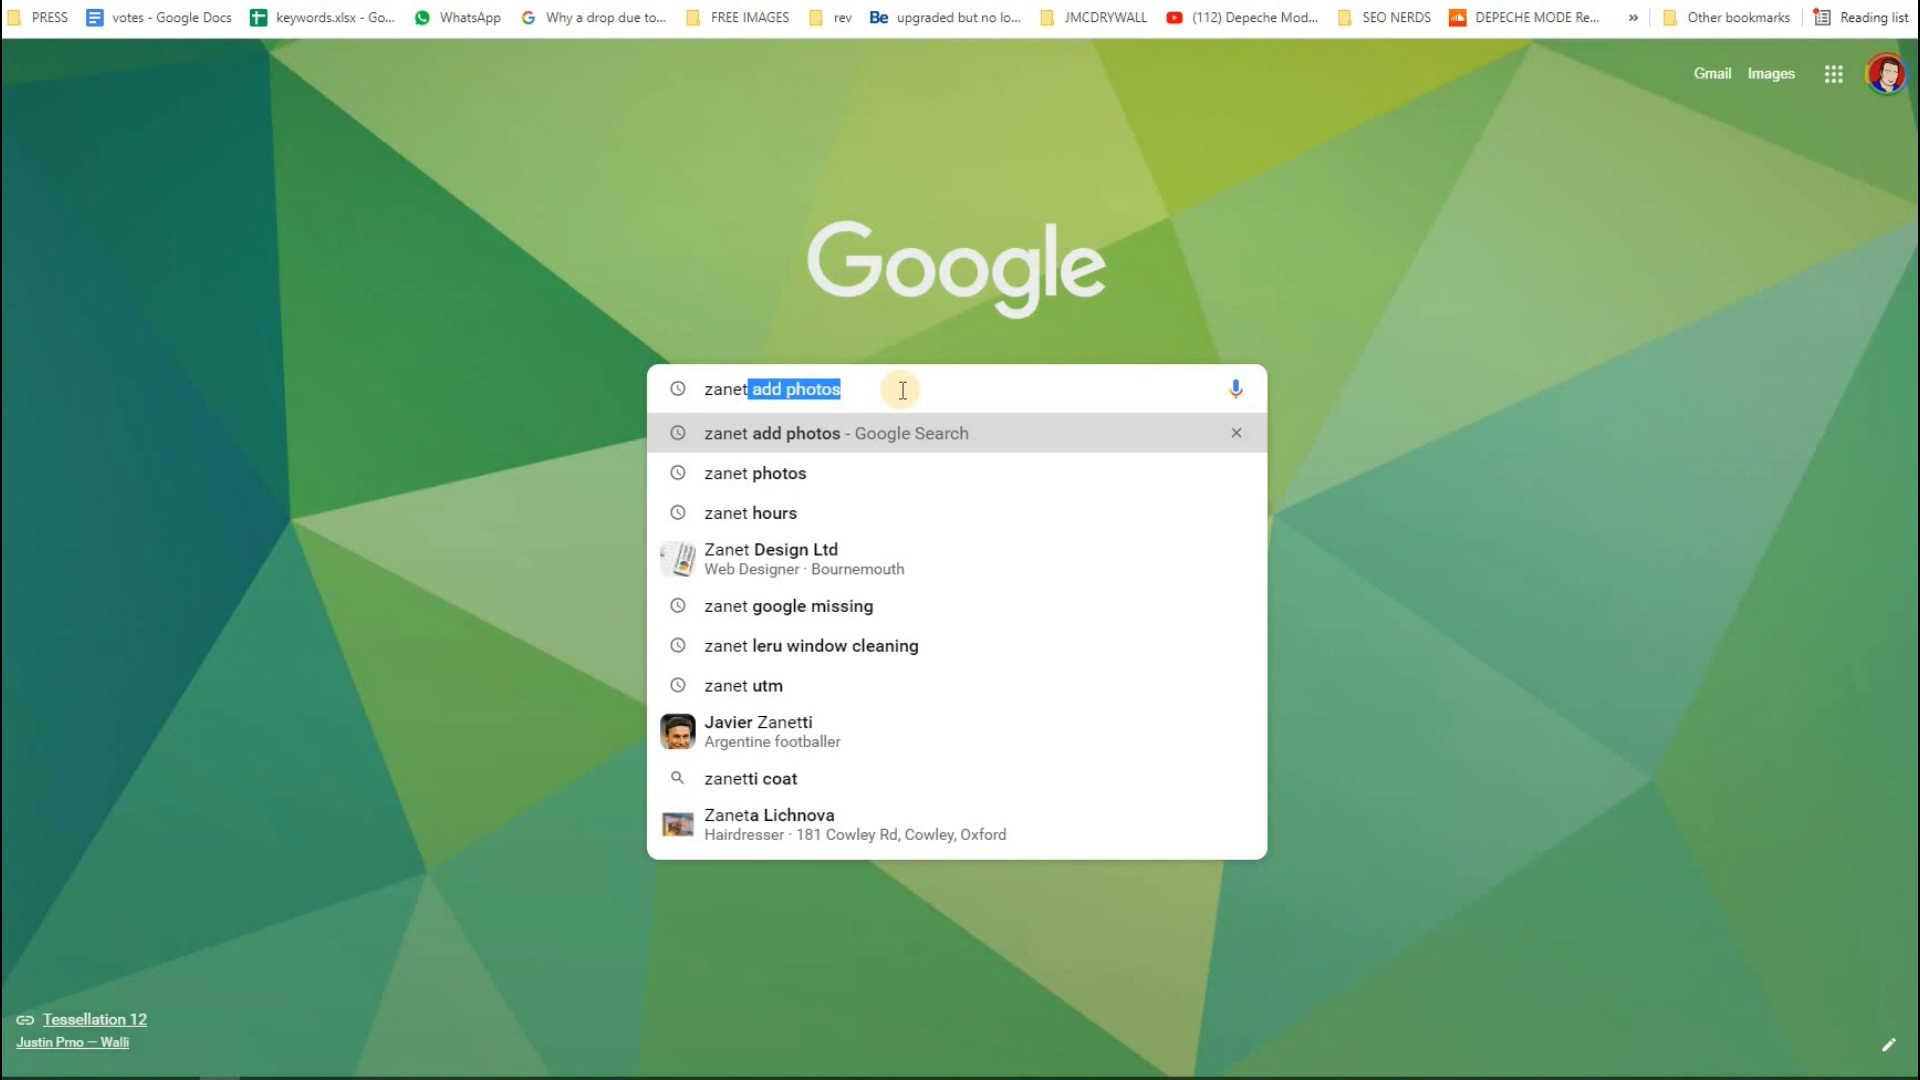 PRESS votes - Google Docs keywords.xlsx - Go... WhatsApp Why a drop due to... FREE IMAGES rev Be upgraded but no lo... JMCDRYWALL (112) Depeche Mod... SEO NERDS DEPECHE MODE Re... » Other bookmarks Reading list
Gmail Images
Google
zanet add photos
zanet add photos - Google Search
zanet photos
zanet hours
Zanet Design Ltd
Web Designer · Bournemouth
zanet google missing
zanet leru window cleaning
zanet utm
Javier Zanetti
Argentine footballer
zanetti coat
Zaneta Lichnova
Hairdresser · 181 Cowley Rd, Cowley, Oxford
Tessellation 12
Justin Prno — Walli